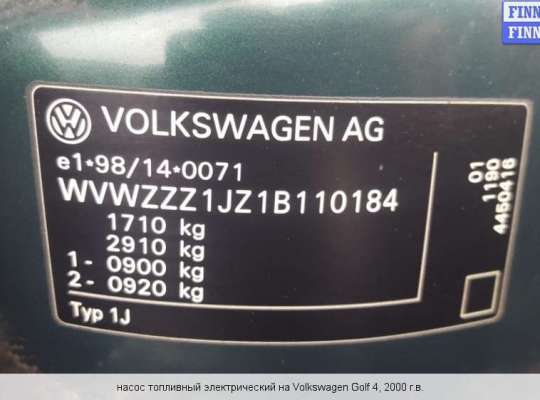 FINN
FINN
VOLKSWAGEN AG
e1*98/14*0071
WVWZZZ1JZ1B110184
1710 kg
2910 kg
1- 0900 kg
2- 0920 kg
Typ 1J
01
1190
4450416
насос топливный электрический на Volkswagen Golf 4, 2000 г.в.